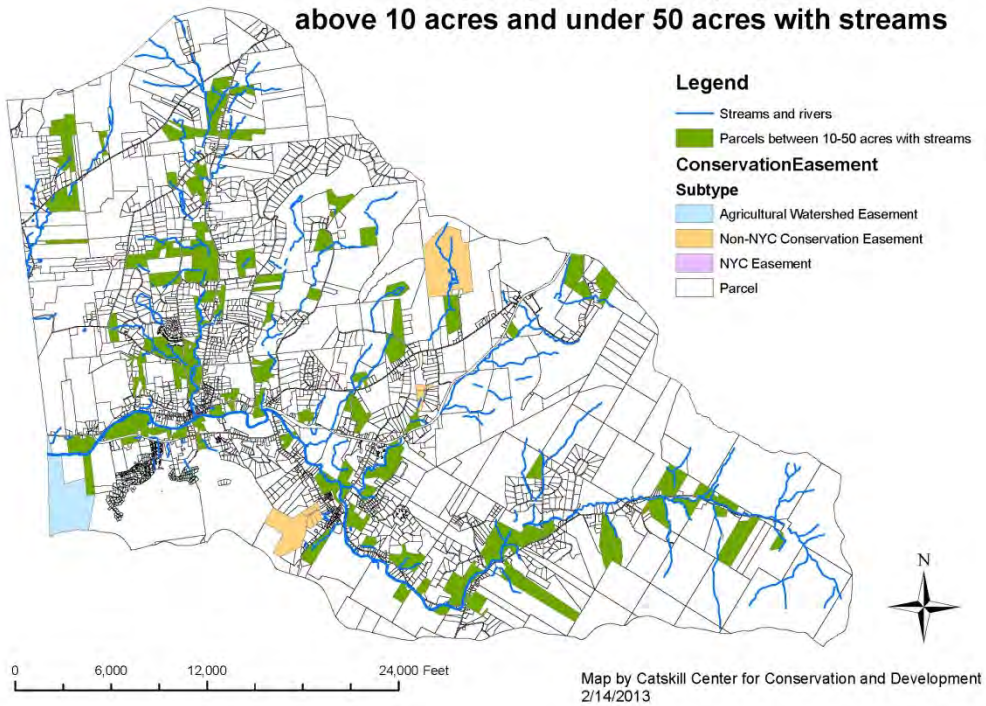 above 10 acres and under 50 acres with streams
Legend
Streams and rivers
Parcels between 10-50 acres with streams
ConservationEasement
Subtype
Agricultural Watershed Easement
Non-NYC Conservation Easement
NYC Easement
Parcel
N
0 6,000 12,000 24,000 Feet
Map by Catskill Center for Conservation and Development
2/14/2013